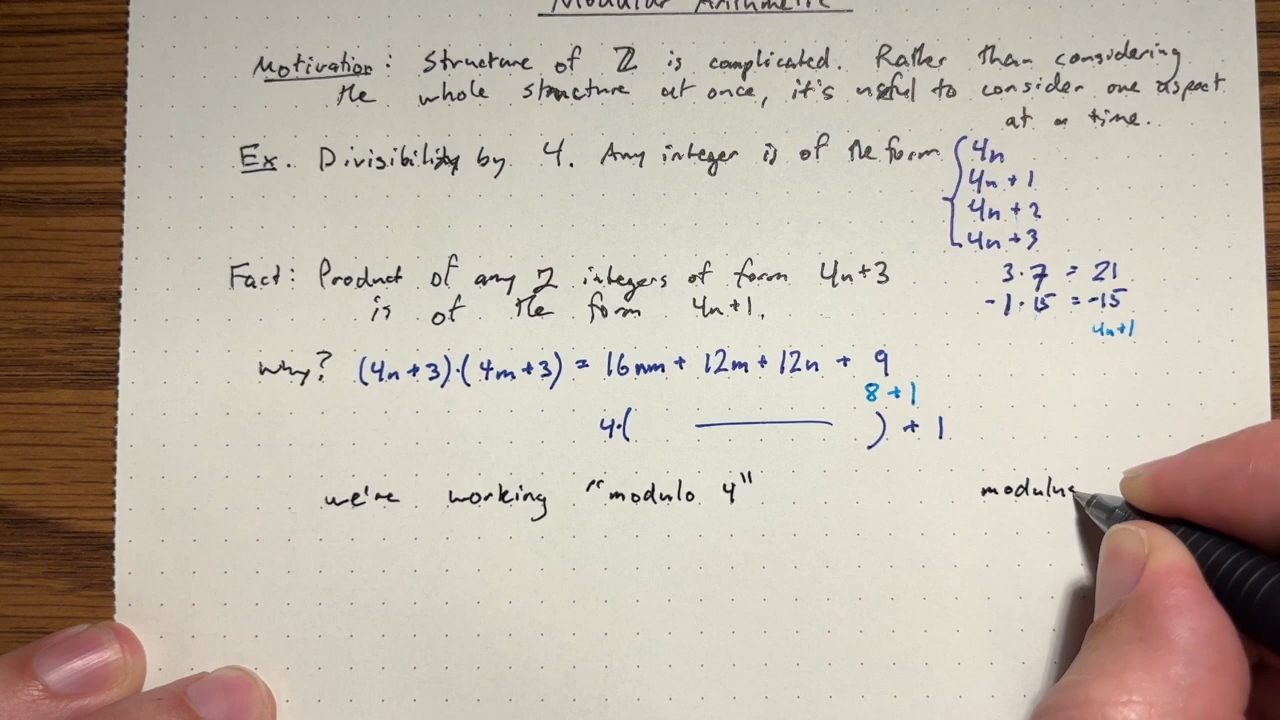 Modular Arithmetic
Motivation: Structure of ℤ is complicated. Rather than considering
the whole structure at once, it's useful to consider one aspect
at a time.
Ex. Divisibility by 4. Any integer is of the form { 4n
4n + 1
4n + 2
4n + 3
Fact: Product of any 2 integers of form 4n+3
is of the form 4n+1.
3·7 = 21
-1·15 = -15
4n+1
Why? (4n+3)·(4m+3) = 16nm + 12m + 12n + 9
8 + 1
4·( ) + 1
we're working "modulo 4"
modulus